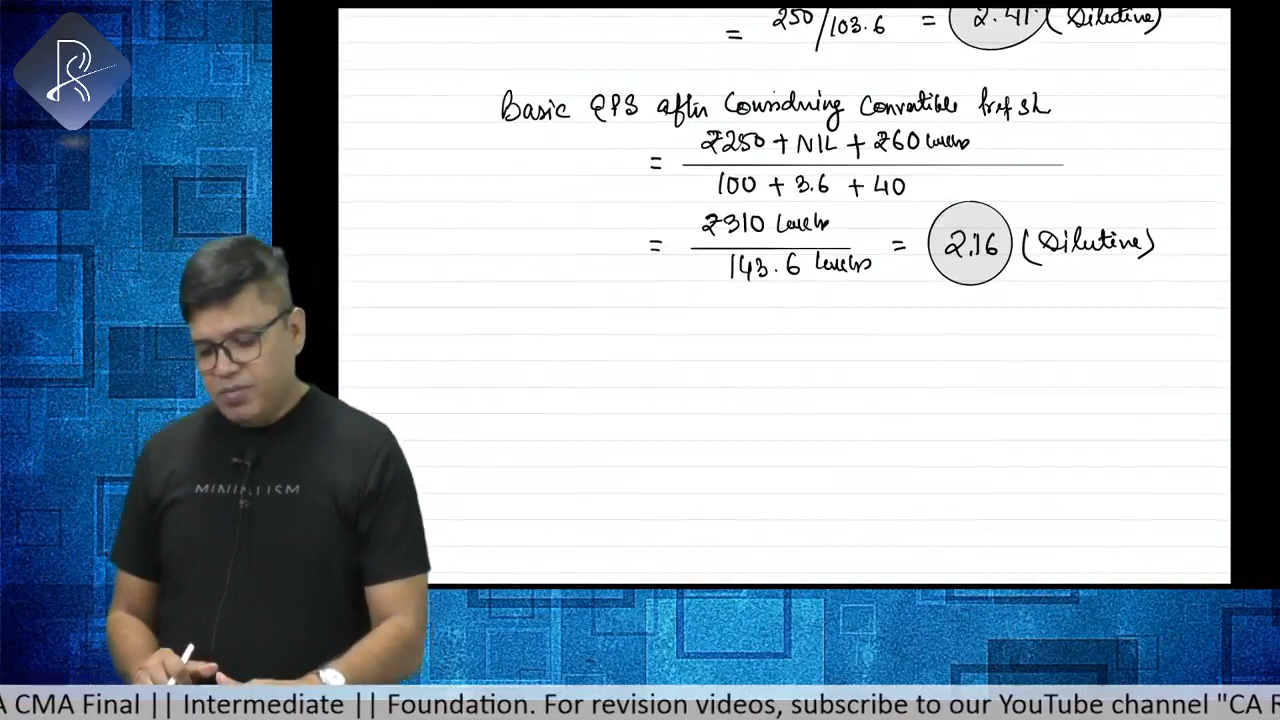 = 250/103.6 = 2.41 (Dilutive)
Basic EPS after Considering Convertible Pref sh
= ₹250 + NIL + ₹60 lakhs
100 + 3.6 + 40
= ₹310 lakhs
143.6 lakhs
= 2.16 (Dilutive)
MINIMLISM
A CMA Final || Intermediate || Foundation. For revision videos, subscribe to our YouTube channel "CA R